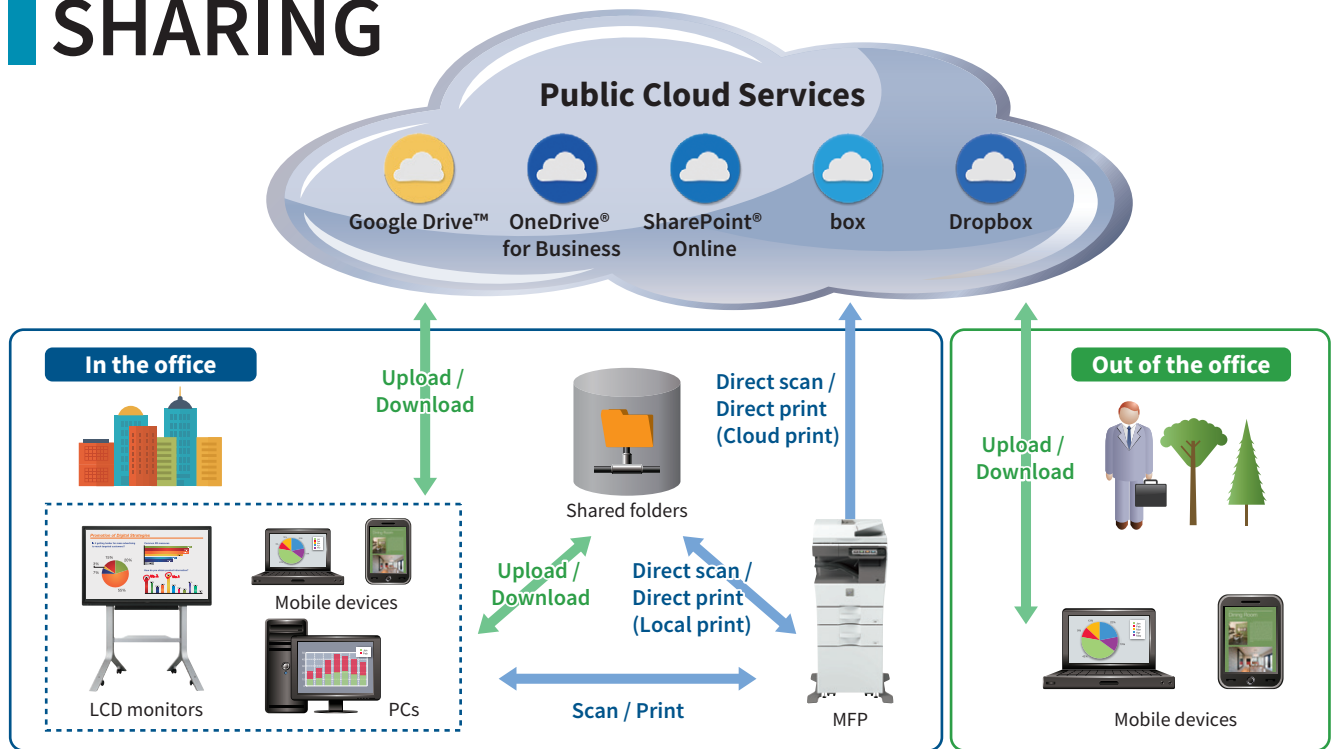 SHARING
Public Cloud Services
Google Drive™
OneDrive®
for Business
SharePoint®
Online
box
Dropbox
In the office
Upload /
Download
Shared folders
Direct scan /
Direct print
(Cloud print)
Upload /
Download
Direct scan /
Direct print
(Local print)
Mobile devices
LCD monitors
PCs
Scan / Print
MFP
Out of the office
Upload /
Download
Mobile devices